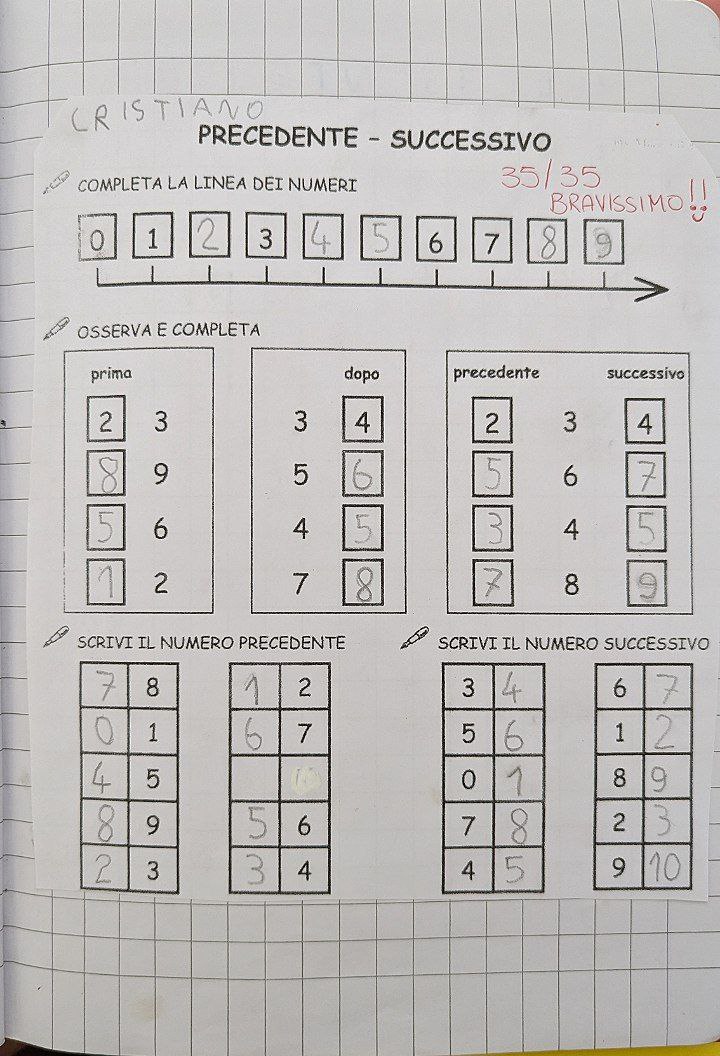 CRISTIANO
PRECEDENTE - SUCCESSIVO
COMPLETA LA LINEA DEI NUMERI
35/35
BRAVISSIMO!!
0 1 2 3 4 5 6 7 8 9
OSSERVA E COMPLETA
prima
2 3
8 9
5 6
1 2
dopo
3 4
5 6
4 5
7 8
precedente successivo
2 3 4
5 6 7
3 4 5
7 8 9
SCRIVI IL NUMERO PRECEDENTE
7 8
0 1
4 5
8 9
2 3
1 2
6 7
5 6
3 4
SCRIVI IL NUMERO SUCCESSIVO
3 4
5 6
0 1
7 8
4 5
6 7
1 2
8 9
2 3
9 10